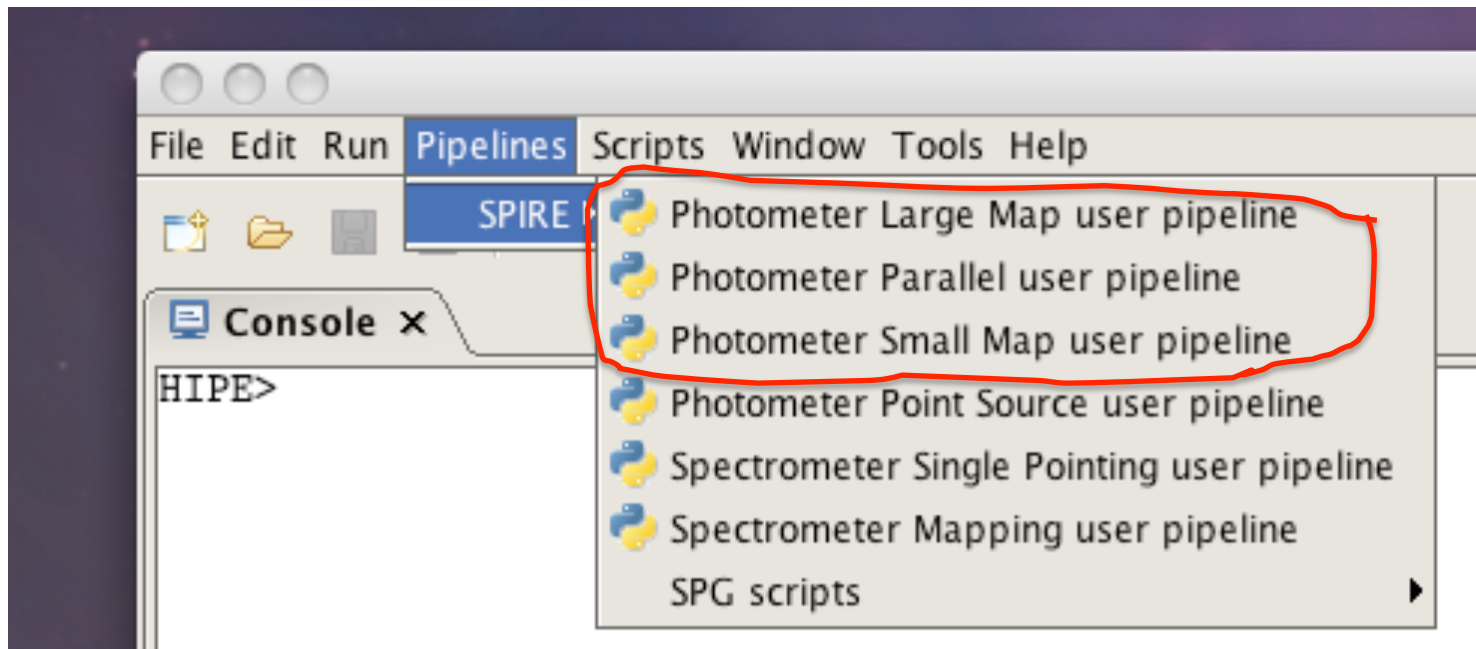 File Edit Run Pipelines Scripts Window Tools Help
SPIRE
Photometer Large Map user pipeline
Photometer Parallel user pipeline
Photometer Small Map user pipeline
Photometer Point Source user pipeline
Spectrometer Single Pointing user pipeline
Spectrometer Mapping user pipeline
SPG scripts
Console ×
HIPE>